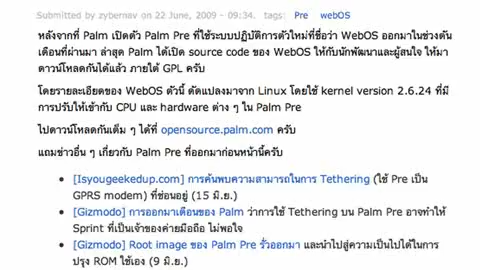 Submitted by zybernav on 22 June, 2009 - 09:34. tags: Pre webOS
หลังจากที่ Palm เปิดตัว Palm Pre ที่ใช้ระบบปฏิบัติการตัวใหม่ที่ชื่อว่า WebOS ออกมาในช่วงต้น
เดือนที่ผ่านมา ล่าสุด Palm ได้เปิด source code ของ WebOS ให้กับนักพัฒนาและผู้สนใจ ให้มา
ดาวน์โหลดกันได้แล้ว ภายใต้ GPL ครับ
โดยรายละเอียดของ WebOS ตัวนี้ ดัดแปลงมาจาก Linux โดยใช้ kernel version 2.6.24 ที่มี
การปรับให้เข้ากับ CPU และ hardware ต่าง ๆ ใน Palm Pre
ไปดาวน์โหลดกันเต็ม ๆ ได้ที่ opensource.palm.com ครับ
แถมข่าวอื่น ๆ เกี่ยวกับ Palm Pre ที่ออกมาก่อนหน้านี้ครับ
• [Isyougeekedup.com] การค้นพบความสามารถในการ Tethering (ใช้ Pre เป็น
GPRS modem) ที่ซ่อนอยู่ (15 มิ.ย.)
• [Gizmodo] การออกมาเตือนของ Palm ว่าการใช้ Tethering บน Palm Pre อาจทำให้
Sprint ที่เป็นเจ้าของค่ายมือถือ ไม่พอใจ
• [Gizmodo] Root image ของ Palm Pre รั่วออกมา และนำไปสู่ความเป็นไปได้ในการ
ปรุง ROM ใช้เอง (9 มิ.ย.)